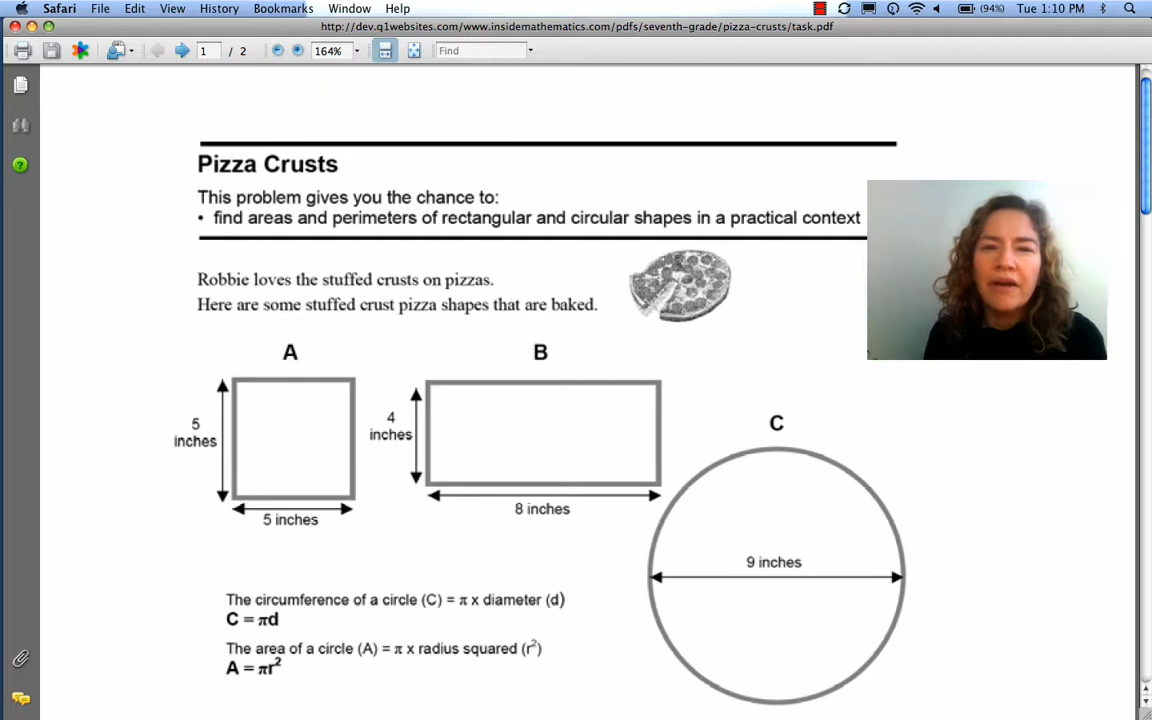 Safari File Edit View History Bookmarks Window Help (94%) Tue 1:10 PM
http://dev.q1websites.com/www.insidemathematics.com/pdfs/seventh-grade/pizza-crusts/task.pdf
1 / 2 164% Find
Pizza Crusts
This problem gives you the chance to:
• find areas and perimeters of rectangular and circular shapes in a practical context
Robbie loves the stuffed crusts on pizzas.
Here are some stuffed crust pizza shapes that are baked.
A
B
5
inches
5 inches
4
inches
8 inches
C
9 inches
The circumference of a circle (C) = π x diameter (d)
C = πd
The area of a circle (A) = π x radius squared (r²)
A = πr²